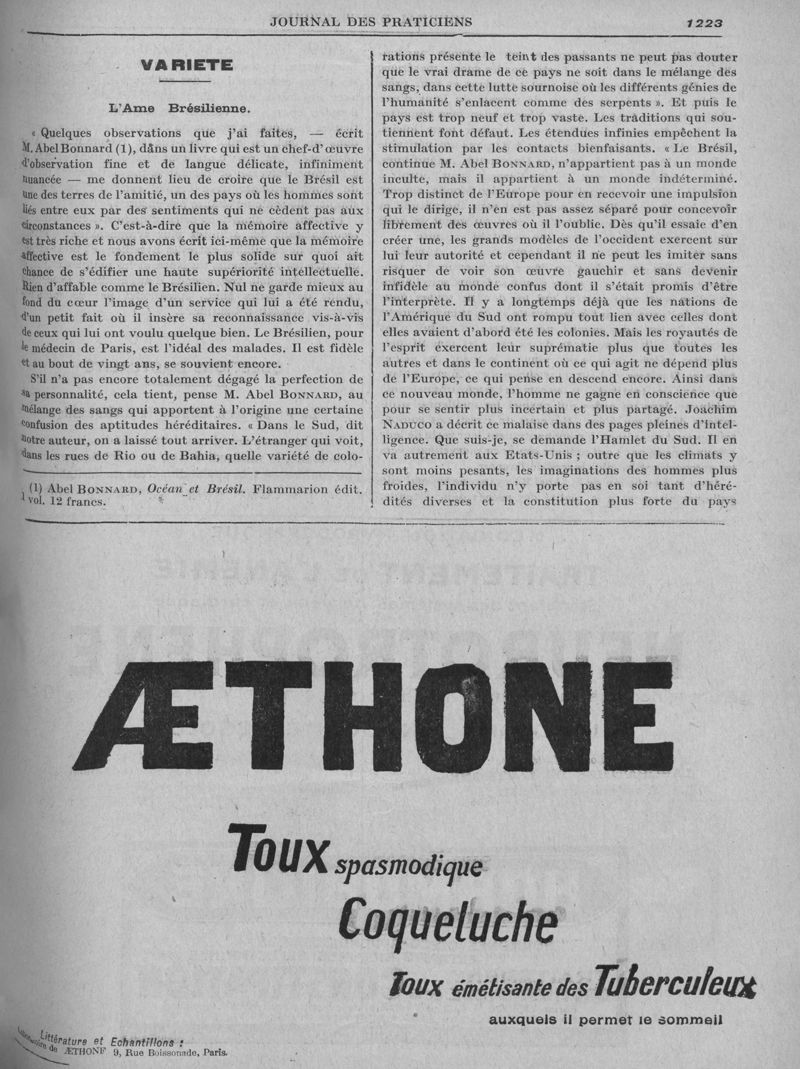 JOURNAL DES PRATICIENS 1223
VARIETE
L'Ame Brésilienne.
« Quelques observations que j'ai faites, — écrit
M. Abel Bonnard (1), dans un livre qui est un chef-d'œuvre
d'observation fine et de langue délicate, infiniment
nuancée — me donnent lieu de croire que le Brésil est
une des terres de l'amitié, un des pays où les hommes sont
liés entre eux par des sentiments qui ne cèdent pas aux
circonstances ». C'est-à-dire que la mémoire affective y
est très riche et nous avons écrit ici-même que la mémoire
affective est le fondement le plus solide sur quoi ait
chance de s'édifier une haute supériorité intellectuelle.
Rien d'affable comme le Brésilien. Nul ne garde mieux au
fond du cœur l'image d'un service qui lui a été rendu,
d'un petit fait où il insère sa reconnaissance vis-à-vis
de ceux qui lui ont voulu quelque bien. Le Brésilien, pour
le médecin de Paris, est l'idéal des malades. Il est fidèle
et au bout de vingt ans, se souvient encore.
S'il n'a pas encore totalement dégagé la perfection de
sa personnalité, cela tient, pense M. Abel BONNARD, au
mélange des sangs qui apportent à l'origine une certaine
confusion des aptitudes héréditaires. « Dans le Sud, dit
notre auteur, on a laissé tout arriver. L'étranger qui voit,
dans les rues de Rio ou de Bahia, quelle variété de colo-
(1) Abel BONNARD, Océan et Brésil. Flammarion édit.
1 vol. 12 francs.
rations présente le teint des passants ne peut pas douter
que le vrai drame de ce pays ne soit dans le mélange des
sangs, dans cette lutte sournoise où les différents génies de
l'humanité s'enlacent comme des serpents ». Et puis le
pays est trop neuf et trop vaste. Les traditions qui sou-
tiennent font défaut. Les étendues infinies empêchent la
stimulation par les contacts bienfaisants. « Le Brésil,
continue M. Abel BONNARD, n'appartient pas à un monde
inculte, mais il appartient à un monde indéterminé.
Trop distinct de l'Europe pour en recevoir une impulsion
qui le dirige, il n'en est pas assez séparé pour concevoir
librement des œuvres où il l'oublie. Dès qu'il essaie d'en
créer une, les grands modèles de l'occident exercent sur
lui leur autorité et cependant il ne peut les imiter sans
risquer de voir son œuvre gauchir et sans devenir
infidèle au monde confus dont il s'était promis d'être
l'interprète. Il y a longtemps déjà que les nations de
l'Amérique du Sud ont rompu tout lien avec celles dont
elles avaient d'abord été les colonies. Mais les royautés de
l'esprit exercent leur suprématie plus que toutes les
autres et dans le continent où ce qui agit ne dépend plus
de l'Europe, ce qui pense en descend encore. Ainsi dans
ce nouveau monde, l'homme ne gagne en conscience que
pour se sentir plus incertain et plus partagé. Joachim
NADUCO a décrit ce malaise dans des pages pleines d'intel-
ligence. Que suis-je, se demande l'Hamlet du Sud. Il en
va autrement aux Etats-Unis ; outre que les climats y
sont moins pesants, les imaginations des hommes plus
froides, l'individu n'y porte pas en soi tant d'héré-
dités diverses et la constitution plus forte du pays
ÆTHONE
Toux spasmodique
Coqueluche
Toux émétisante des Tuberculeux
auxquels il permet le sommeil
Littérature et Echantillons :
de ÆTHONE 9, Rue Boissonade, Paris.